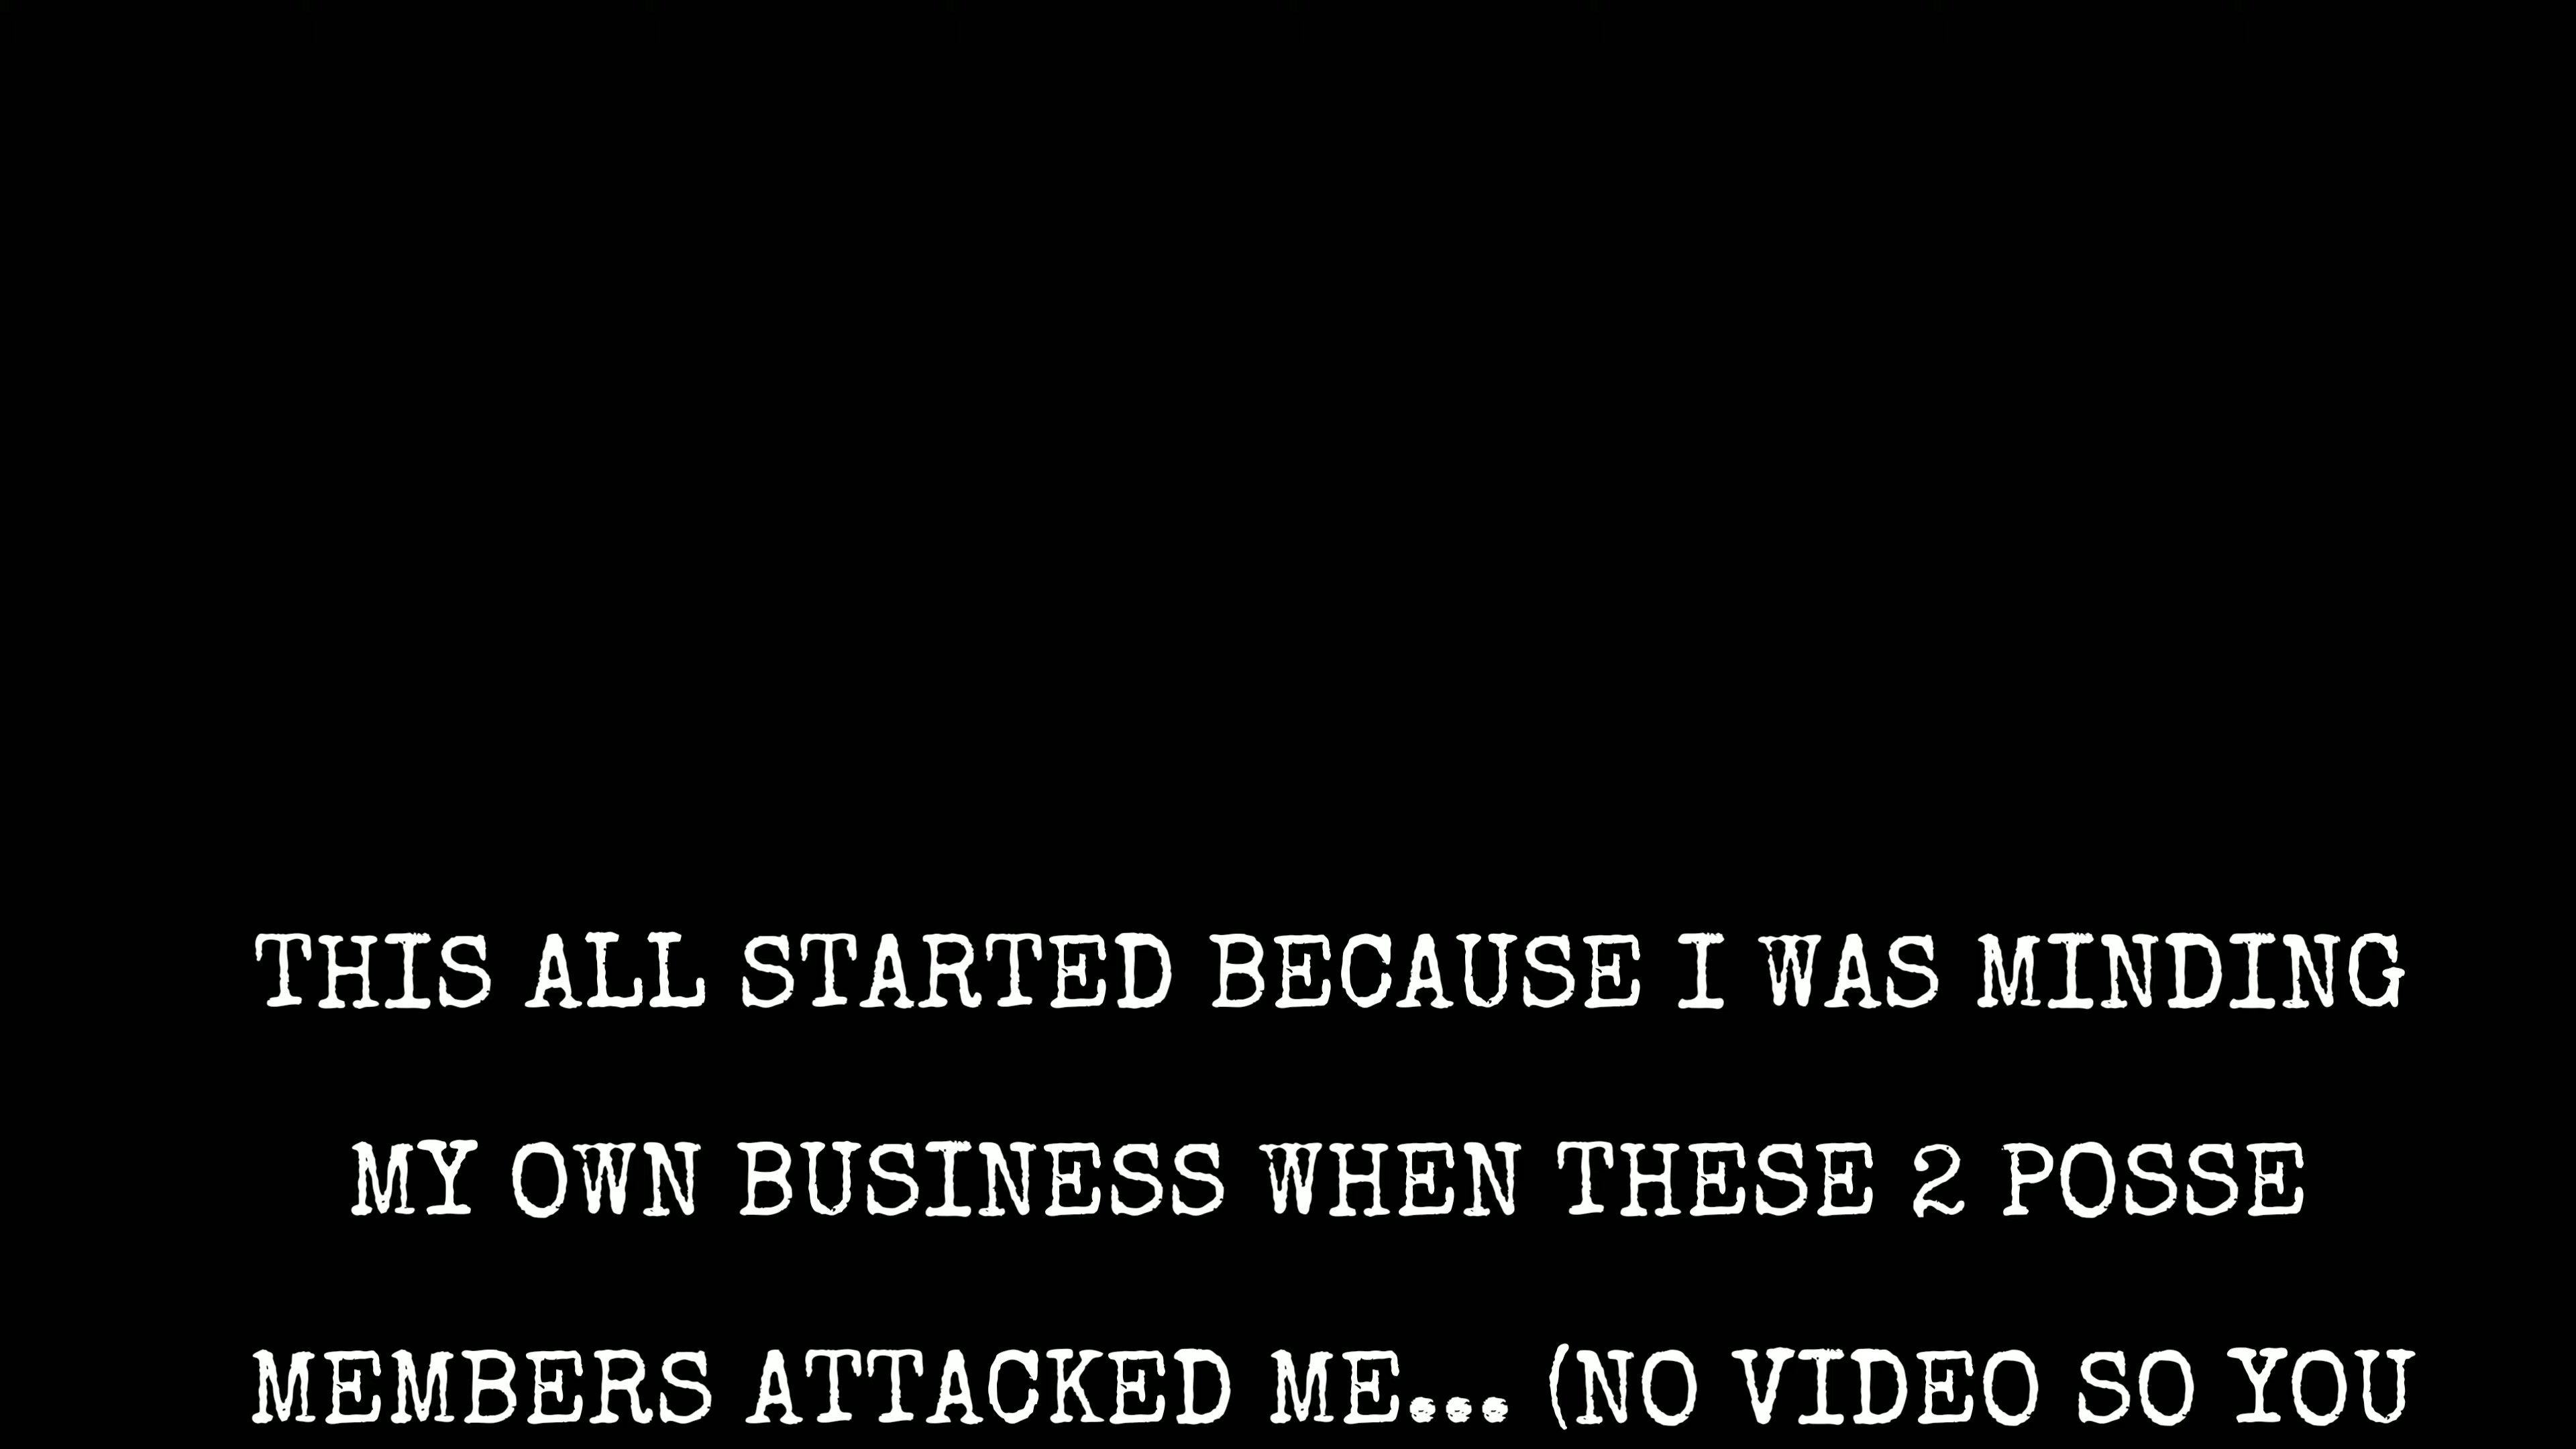 THIS ALL STARTED BECAUSE I WAS MINDING
MY OWN BUSINESS WHEN THESE 2 POSSE
MEMBERS ATTACKED ME... (NO VIDEO SO YOU